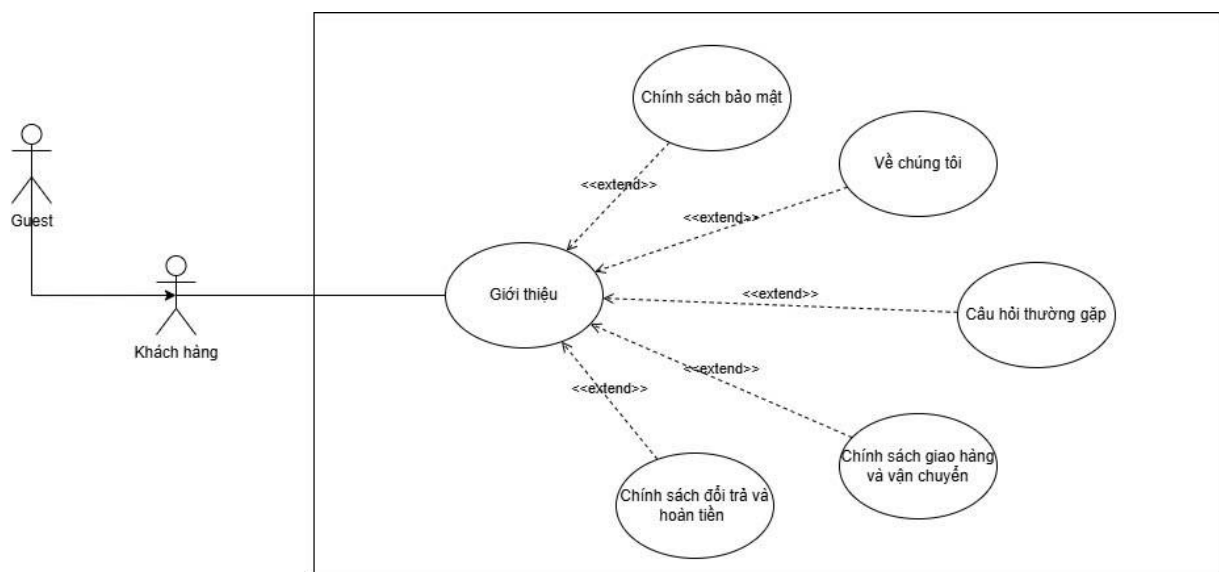 Chính sách bảo mật
Về chúng tôi
<<extend>>
<<extend>>
Guest
Giới thiệu
<<extend>>
Câu hỏi thường gặp
Khách hàng
<<extend>>
<<extend>>
Chính sách giao hàng
và vận chuyển
Chính sách đổi trả và
hoàn tiền